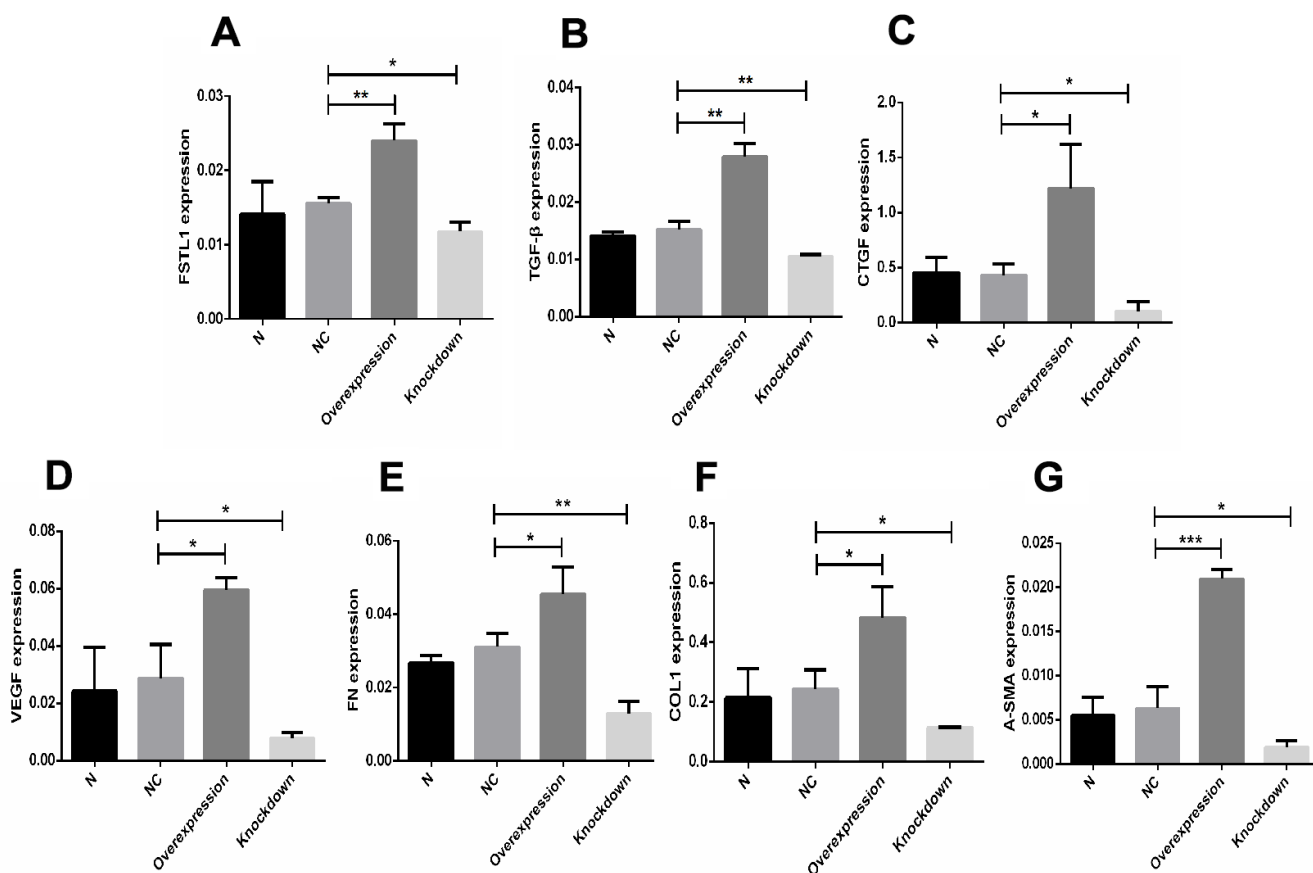 A
B
C
FSTL1 expression
0.03
0.02
0.01
0.00
*
**
N
NC
Overexpression
Knockdown
TGF-β expression
0.04
0.03
0.02
0.01
0.00
**
**
N
NC
Overexpression
Knockdown
CTGF expression
2.0
1.5
1.0
0.5
0.0
*
*
N
NC
Overexpression
Knockdown
D
E
F
G
VEGF expression
0.08
0.06
0.04
0.02
0.00
*
*
N
NC
Overexpression
Knockdown
FN expression
0.06
0.04
0.02
0.00
**
*
N
NC
Overexpression
Knockdown
COL1 expression
0.8
0.6
0.4
0.2
0.0
*
*
N
NC
Overexpression
Knockdown
A-SMA expression
0.025
0.020
0.015
0.010
0.005
0.000
*
***
N
NC
Overexpression
Knockdown